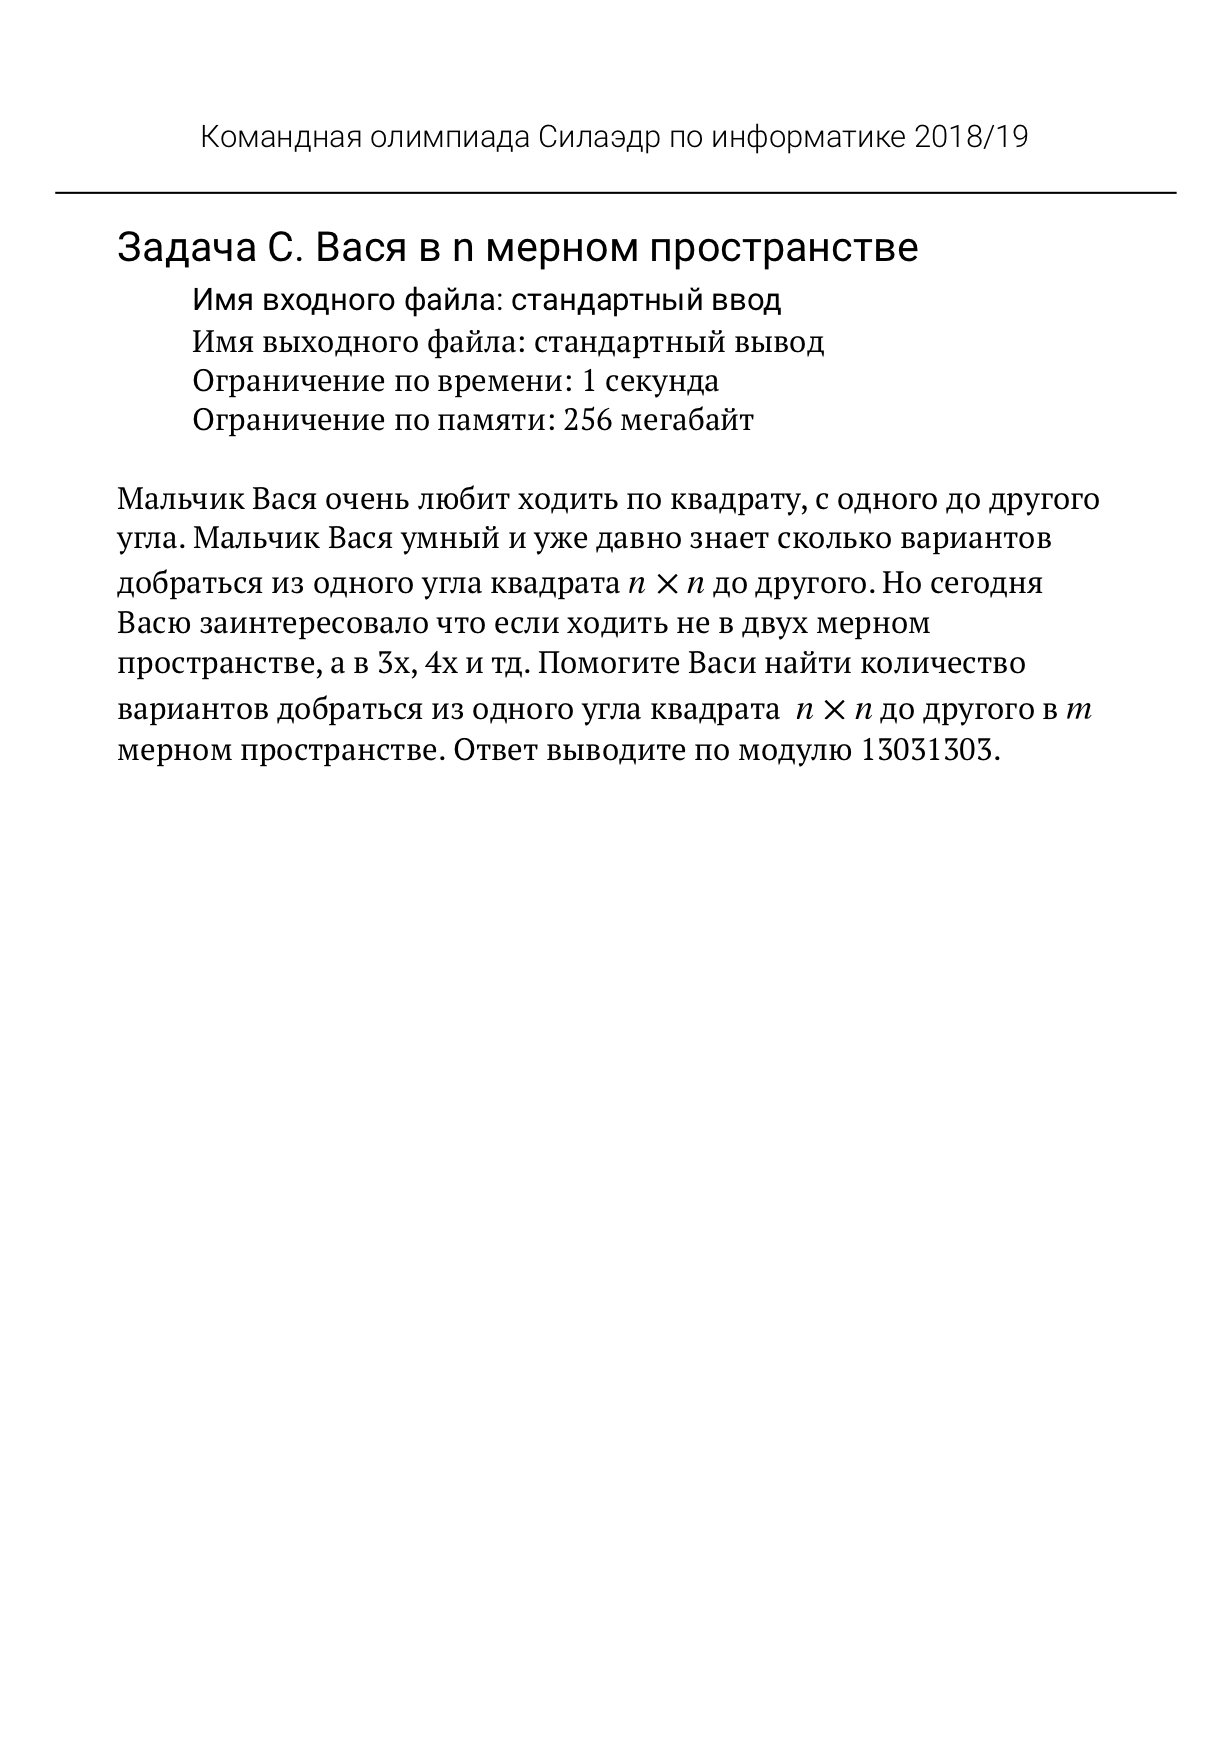 Командная олимпиада Силаэдр по информатике 2018/19
Задача C. Вася в n мерном пространстве
Имя входного файла: стандартный ввод
Имя выходного файла: стандартный вывод
Ограничение по времени: 1 секунда
Ограничение по памяти: 256 мегабайт
Мальчик Вася очень любит ходить по квадрату, с одного до другого
угла. Мальчик Вася умный и уже давно знает сколько вариантов
добраться из одного угла квадрата n × n до другого. Но сегодня
Васю заинтересовало что если ходить не в двух мерном
пространстве, а в 3х, 4х и тд. Помогите Васи найти количество
вариантов добраться из одного угла квадрата n × n до другого в m
мерном пространстве. Ответ выводите по модулю 13031303.